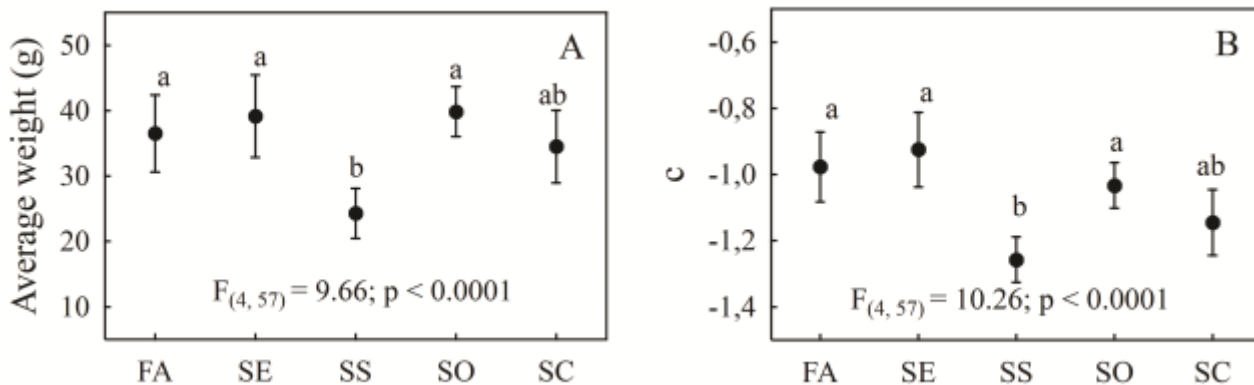 Average weight (g)
50
40
30
20
10
A
a
a
b
a
ab
F(4, 57) = 9.66; p < 0.0001
FA
SE
SS
SO
SC
c
-0,6
-0,8
-1,0
-1,2
-1,4
B
a
a
b
a
ab
F(4, 57) = 10.26; p < 0.0001
FA
SE
SS
SO
SC